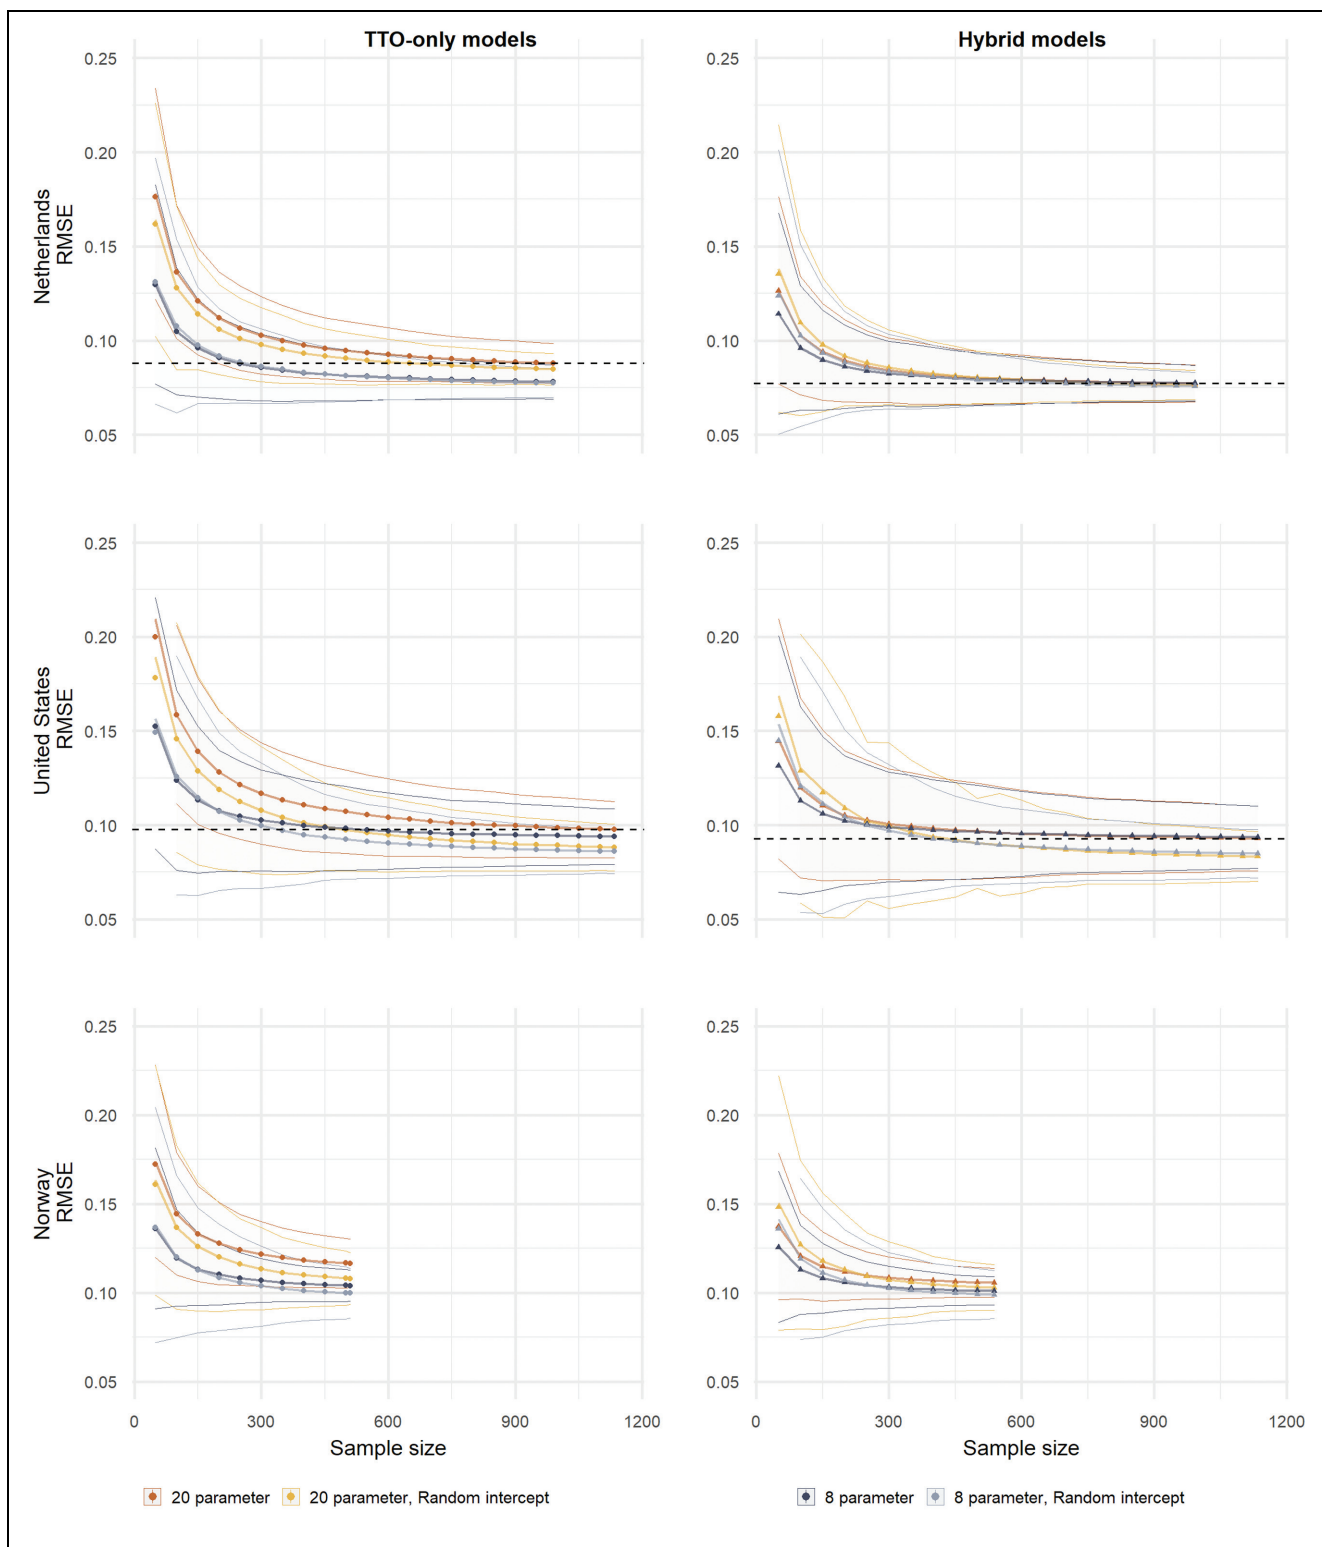 TTO-only models
Hybrid models
Netherlands
RMSE
0.25
0.20
0.15
0.10
0.05
0.25
0.20
0.15
0.10
0.05
United States
RMSE
0.25
0.20
0.15
0.10
0.05
0.25
0.20
0.15
0.10
0.05
Norway
RMSE
0.25
0.20
0.15
0.10
0.05
0.25
0.20
0.15
0.10
0.05
0 300 600 900 1200
0 300 600 900 1200
Sample size
Sample size
20 parameter 20 parameter, Random intercept
8 parameter 8 parameter, Random intercept